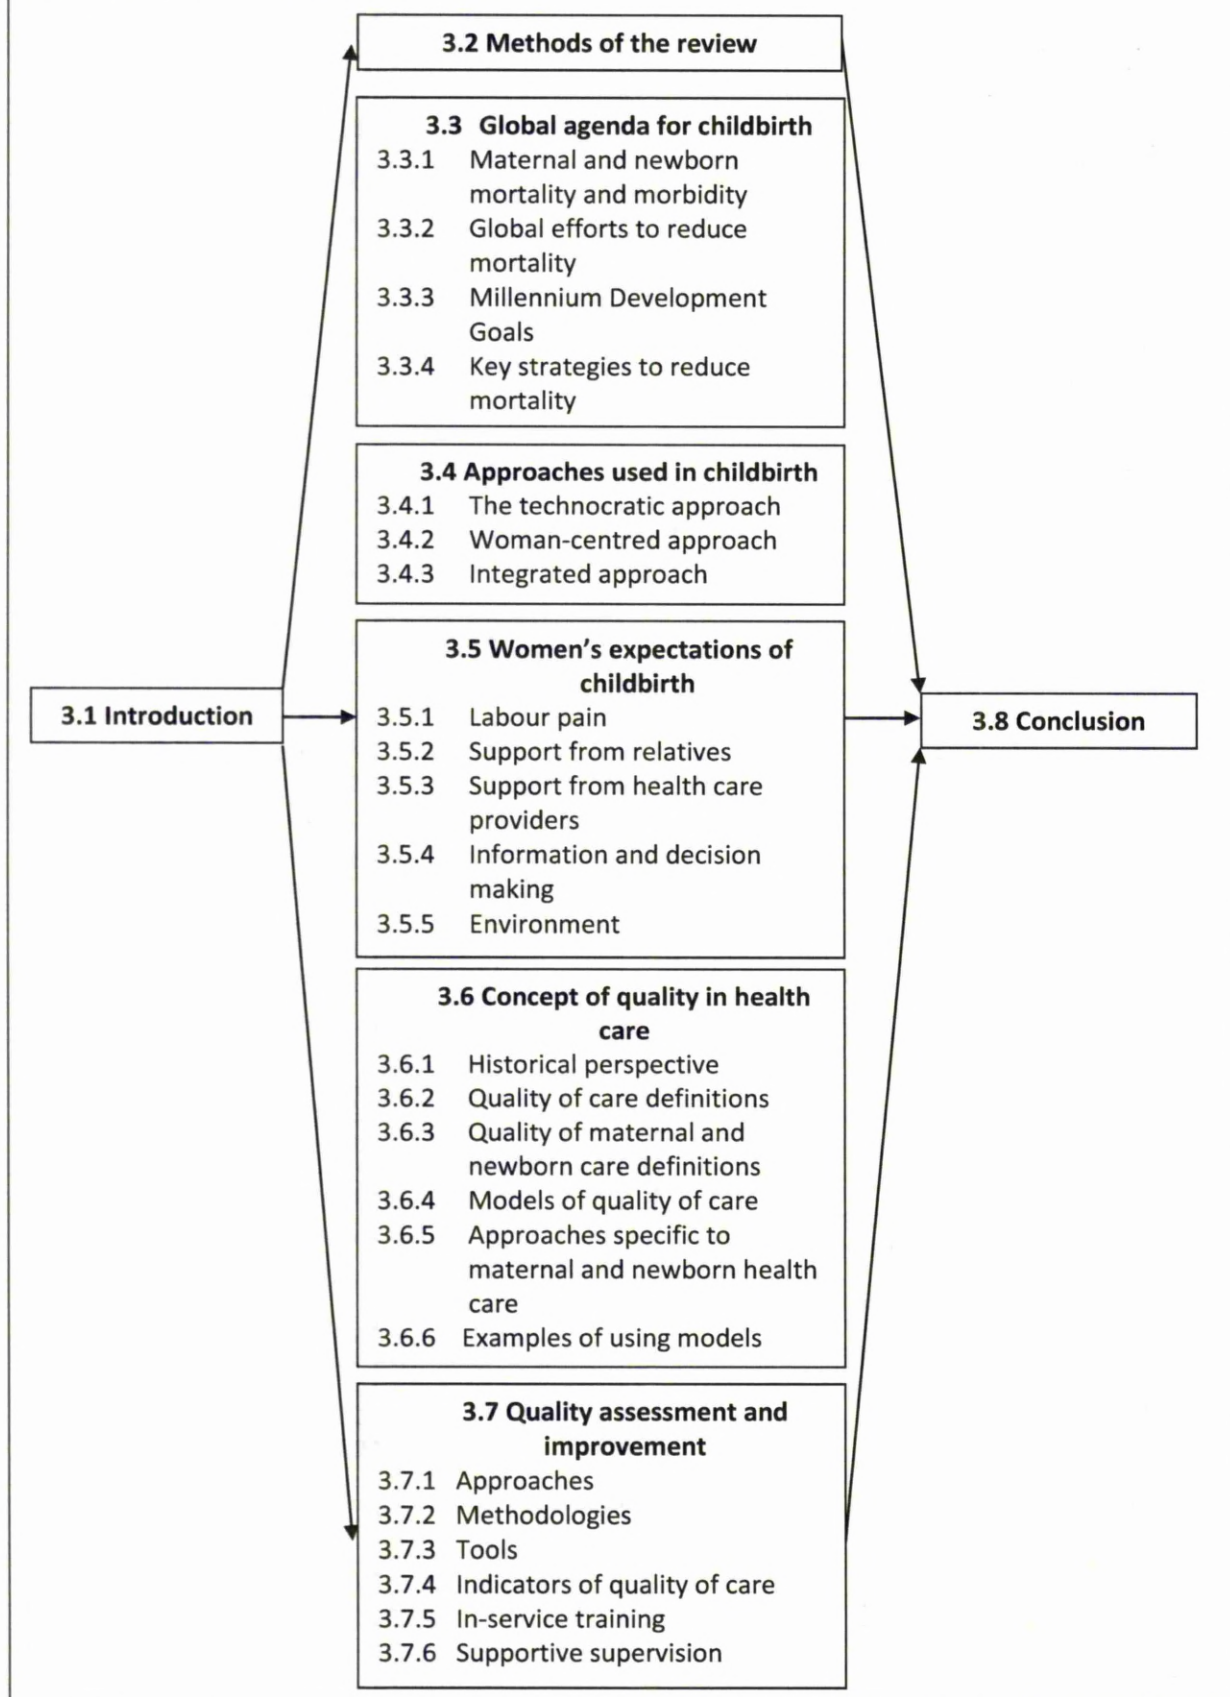 3.2 Methods of the review
3.3 Global agenda for childbirth
3.3.1 Maternal and newborn
mortality and morbidity
3.3.2 Global efforts to reduce
mortality
3.3.3 Millennium Development
Goals
3.3.4 Key strategies to reduce
mortality
3.4 Approaches used in childbirth
3.4.1 The technocratic approach
3.4.2 Woman-centred approach
3.4.3 Integrated approach
3.1 Introduction
3.5 Women's expectations of
childbirth
3.5.1 Labour pain
3.5.2 Support from relatives
3.5.3 Support from health care
providers
3.5.4 Information and decision
making
3.5.5 Environment
3.8 Conclusion
3.6 Concept of quality in health
care
3.6.1 Historical perspective
3.6.2 Quality of care definitions
3.6.3 Quality of maternal and
newborn care definitions
3.6.4 Models of quality of care
3.6.5 Approaches specific to
maternal and newborn health
care
3.6.6 Examples of using models
3.7 Quality assessment and
improvement
3.7.1 Approaches
3.7.2 Methodologies
3.7.3 Tools
3.7.4 Indicators of quality of care
3.7.5 In-service training
3.7.6 Supportive supervision